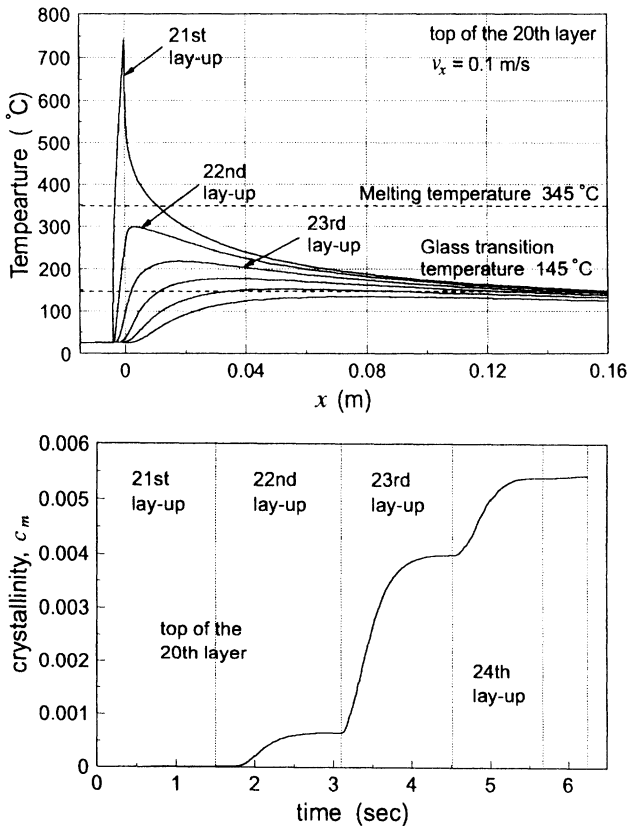 800
700
600
500
400
300
200
100
0
Tempearture ( °C)
21st
lay-up
top of the 20th layer
vx = 0.1 m/s
22nd
lay-up
Melting temperature 345 °C
23rd
lay-up
Glass transition
temperature 145 °C
0
0.04
0.08
0.12
0.16
x (m)
0.006
0.005
0.004
0.003
0.002
0.001
0
crystallinity, cm
21st
lay-up
22nd
lay-up
23rd
lay-up
top of the
20th layer
24th
lay-up
0
1
2
3
4
5
6
time (sec)